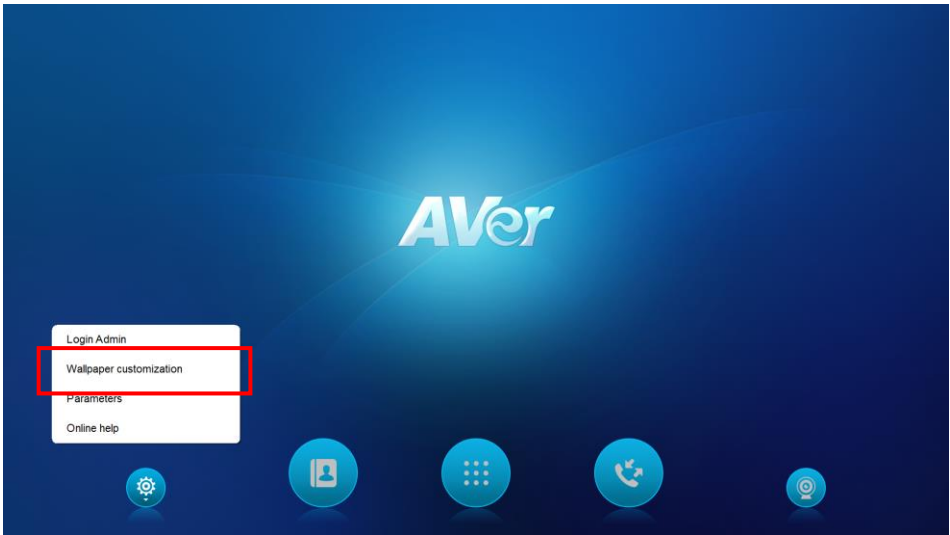 AVer
Login Admin
Wallpaper customization
Parameters
Online help